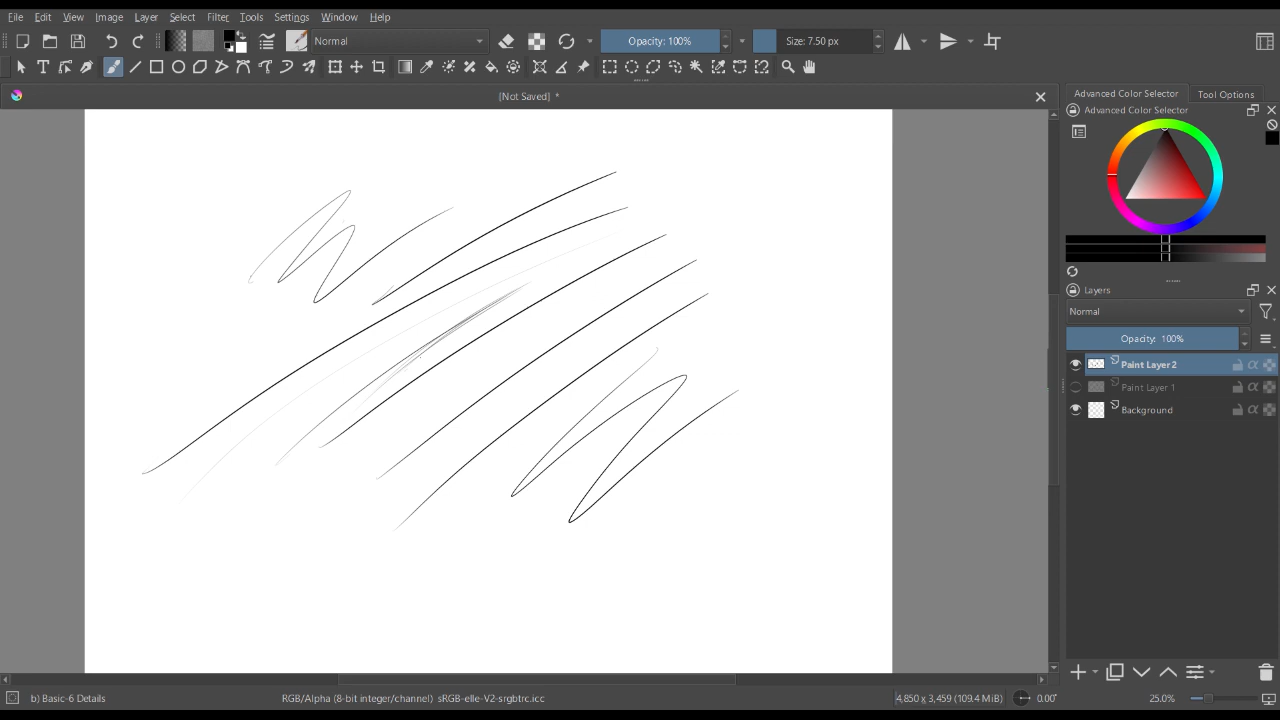 File Edit View Image Layer Select Filter Tools Settings Window Help
Normal Opacity: 100% Size: 7.50 px
[Not Saved] *
Advanced Color Selector Tool Options
Advanced Color Selector
Layers
Normal
Opacity: 100%
Paint Layer 2
Paint Layer 1
Background
b) Basic-6 Details RGB/Alpha (8-bit integer/channel) sRGB-elle-V2-srgbtrc.icc 4,850 x 3,459 (109.4 MiB) 0.00° 25.0%